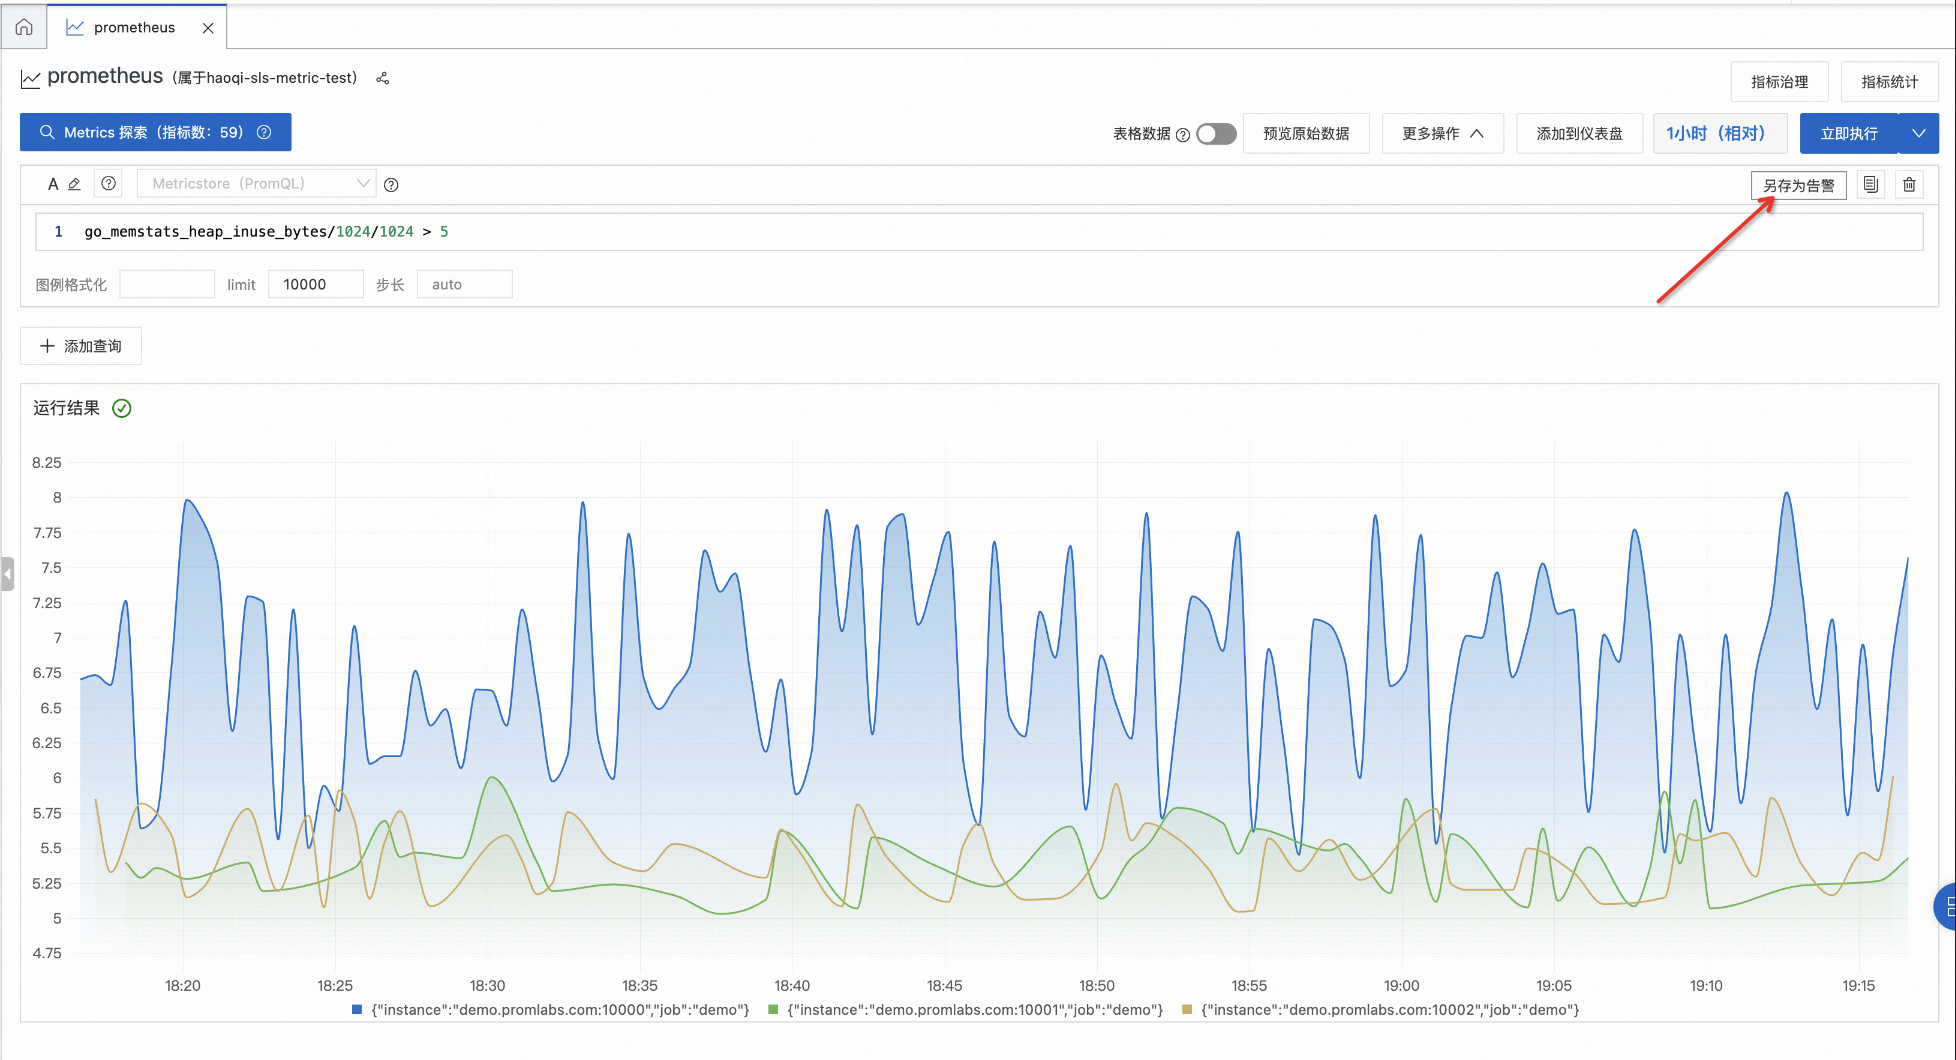 prometheus
prometheus（属于haoqi-sls-metric-test）
指标治理 指标统计
Metrics 探索（指标数：59） 表格数据 预览原始数据 更多操作 添加到仪表盘 1小时（相对） 立即执行
A Metricstore（PromQL） 另存为告警
1 go_memstats_heap_inuse_bytes/1024/1024 > 5
图例格式化 limit 10000 步长 auto
添加查询
运行结果
8.25
8
7.75
7.5
7.25
7
6.75
6.5
6.25
6
5.75
5.5
5.25
5
4.75
18:20 18:25 18:30 18:35 18:40 18:45 18:50 18:55 19:00 19:05 19:10 19:15
{"instance":"demo.promlabs.com:10000","job":"demo"} {"instance":"demo.promlabs.com:10001","job":"demo"} {"instance":"demo.promlabs.com:10002","job":"demo"}